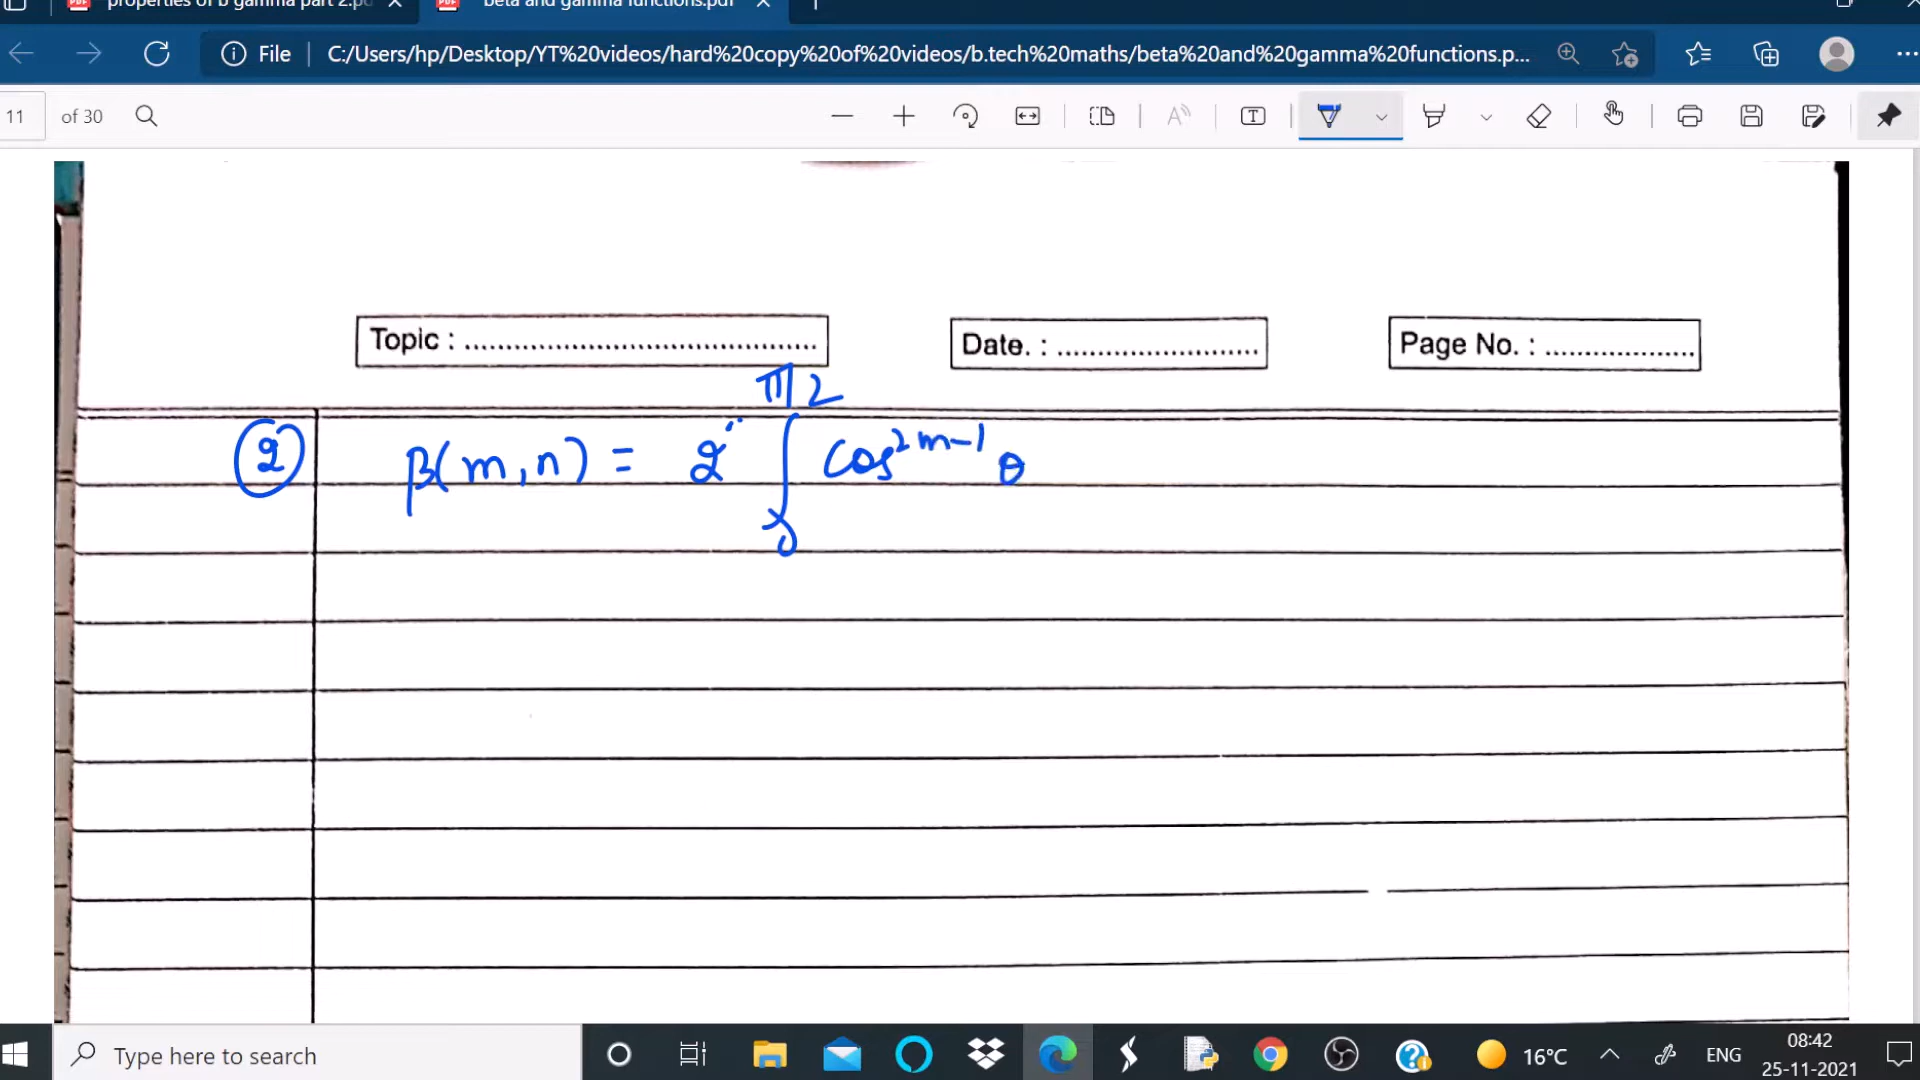 properties of b gamma part 2.pd
beta and gamma functions.pdf
File
C:/Users/hp/Desktop/YT%20videos/hard%20copy%20of%20videos/b.tech%20maths/beta%20and%20gamma%20functions.p...
11 of 30
Topic : ........................................
Date. : .........................
Page No. : ...................
② β(m,n) = 2 ∫₀^{π/2} cos^{2m-1} θ
Type here to search
16°C
ENG
08:42
25-11-2021